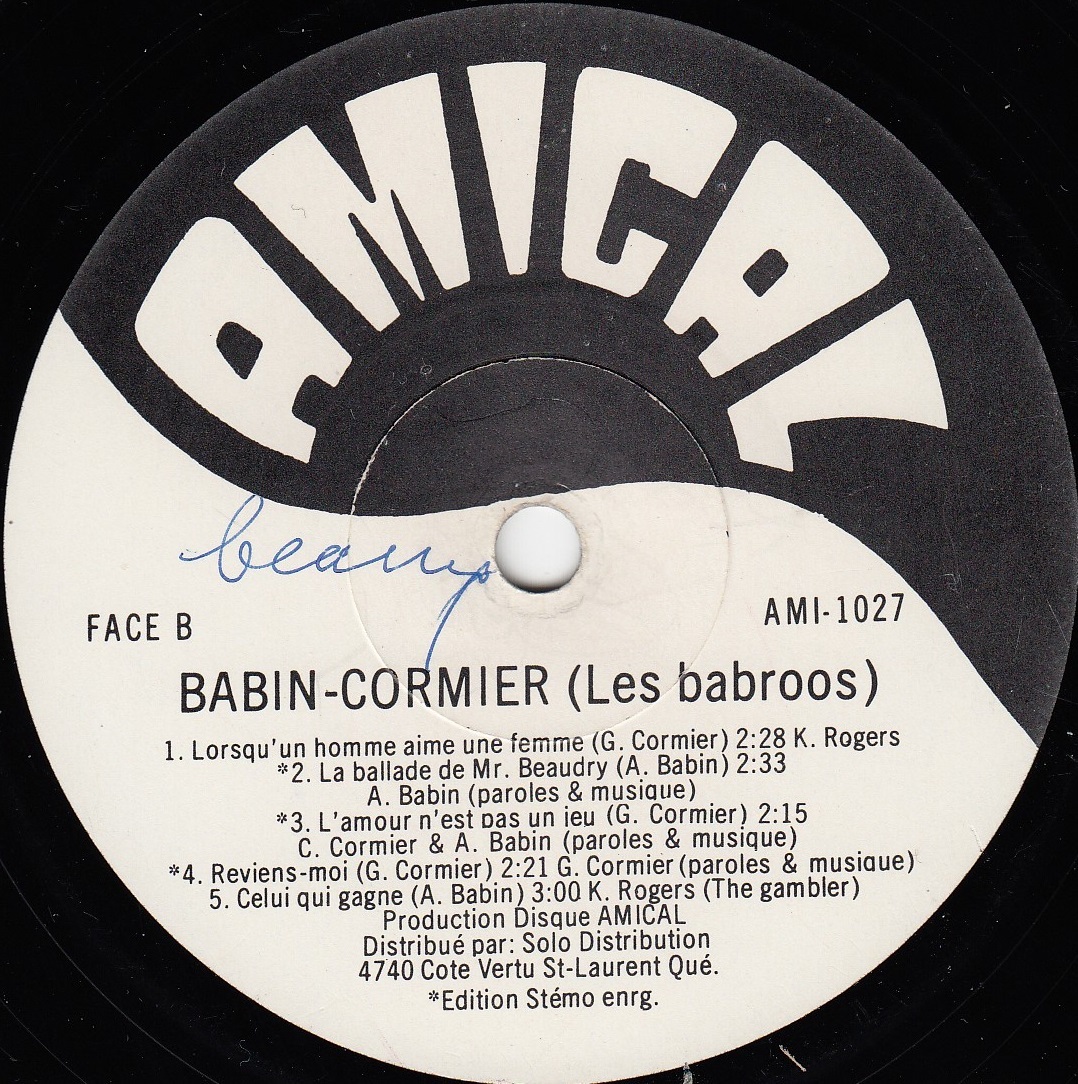 AMICAL
FACE B
AMI-1027
BABIN-CORMIER (Les babroos)
1. Lorsqu'un homme aime une femme (G. Cormier) 2:28 K. Rogers
*2. La ballade de Mr. Beaudry (A. Babin) 2:33
A. Babin (paroles & musique)
*3. L'amour n'est pas un jeu (G. Cormier) 2:15
C. Cormier & A. Babin (paroles & musique)
*4. Reviens-moi (G. Cormier) 2:21 G. Cormier (paroles & musique)
5. Celui qui gagne (A. Babin) 3:00 K. Rogers (The gambler)
Production Disque AMICAL
Distribué par: Solo Distribution
4740 Cote Vertu St-Laurent Qué.
*Edition Stémo enrg.